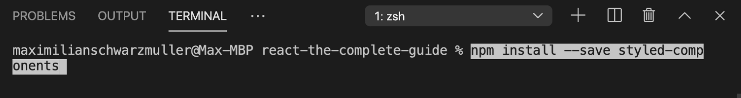 PROBLEMS OUTPUT TERMINAL ... 1: zsh
maximilianschwarzmuller@Max-MBP react-the-complete-guide % npm install --save styled-comp
onents